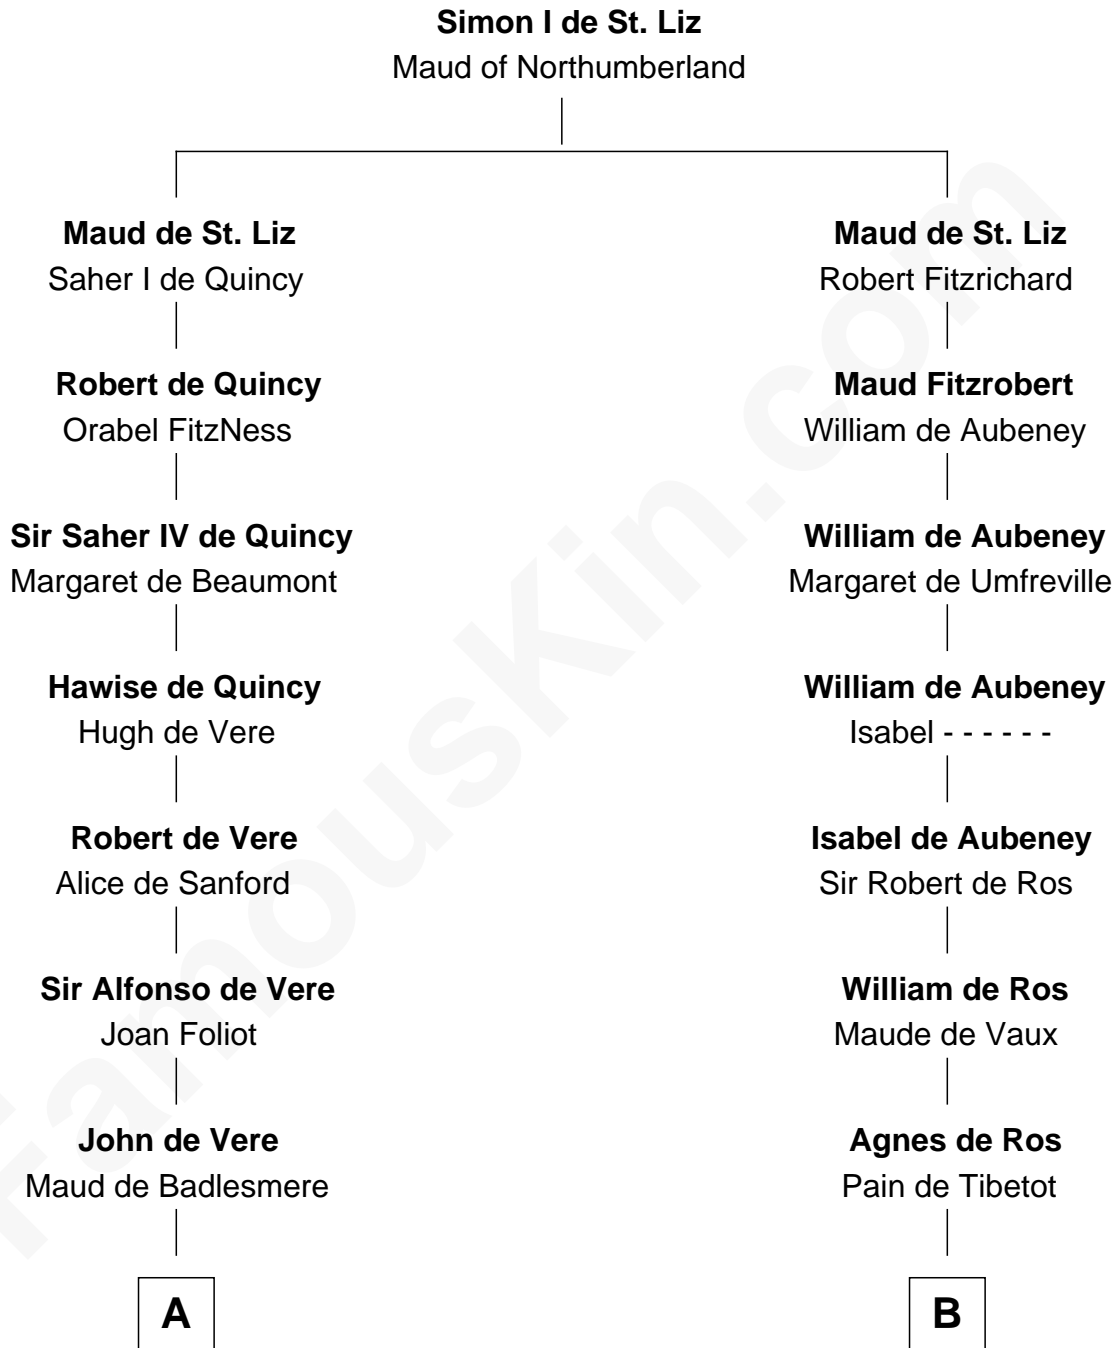 Simon I de St. Liz
Maud of Northumberland
Maud de St. Liz
Saher I de Quincy
Maud de St. Liz
Robert Fitzrichard
Robert de Quincy
Orabel FitzNess
Maud Fitzrobert
William de Aubeney
Sir Saher IV de Quincy
Margaret de Beaumont
William de Aubeney
Margaret de Umfreville
Hawise de Quincy
Hugh de Vere
William de Aubeney
Isabel - - - - - -
Robert de Vere
Alice de Sanford
Isabel de Aubeney
Sir Robert de Ros
Sir Alfonso de Vere
Joan Foliot
William de Ros
Maude de Vaux
John de Vere
Maud de Badlesmere
Agnes de Ros
Pain de Tibetot
A
B
FamousKin.com